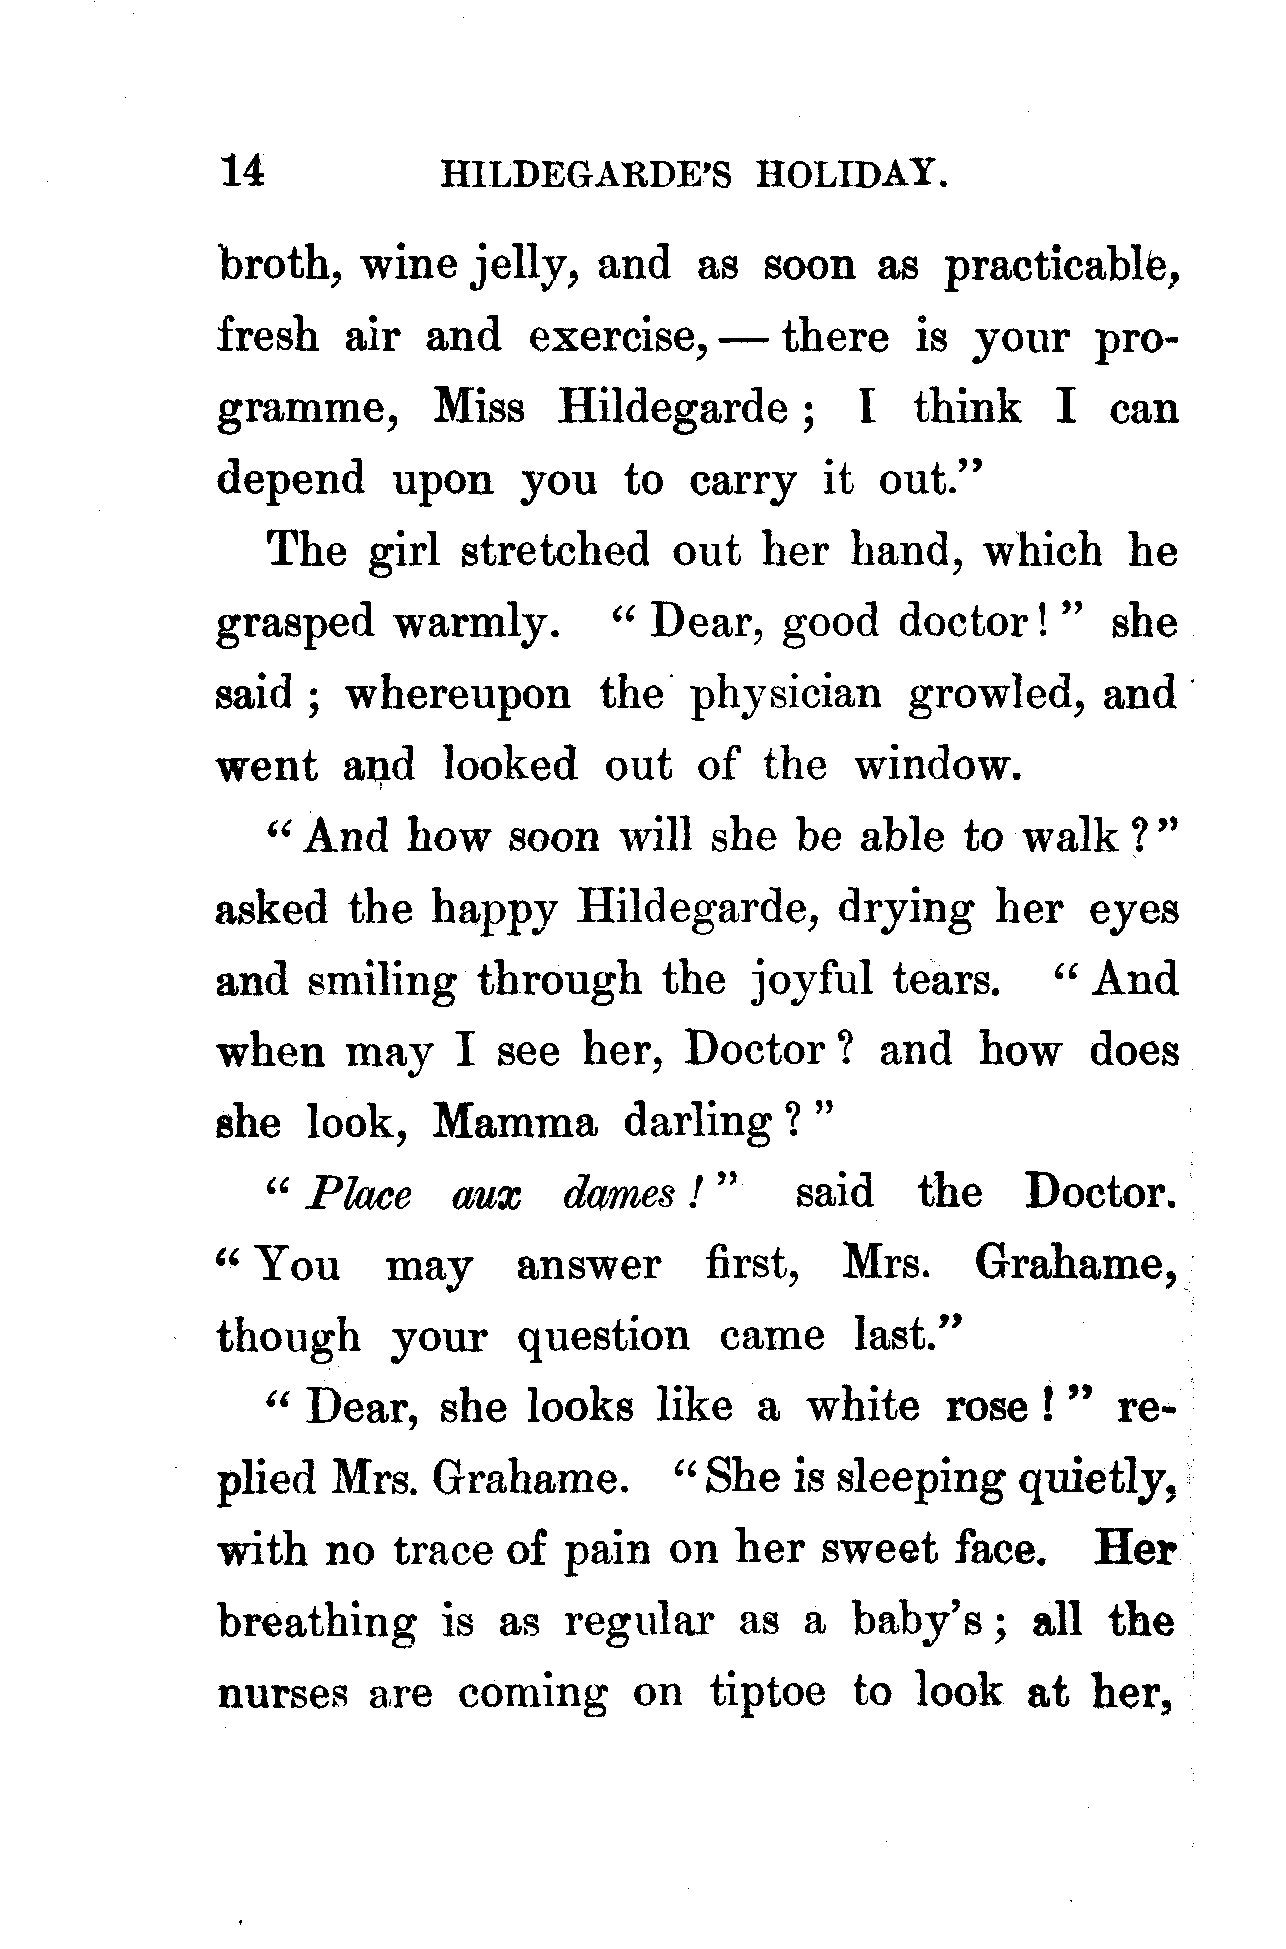 14 HILDEGARDE'S HOLIDAY.
broth, wine jelly, and as soon as practicable,
fresh air and exercise, — there is your pro-
gramme, Miss Hildegarde ; I think I can
depend upon you to carry it out."
The girl stretched out her hand, which he
grasped warmly. " Dear, good doctor! " she
said ; whereupon the physician growled, and
went and looked out of the window.
" And how soon will she be able to walk ? "
asked the happy Hildegarde, drying her eyes
and smiling through the joyful tears. " And
when may I see her, Doctor ? and how does
she look, Mamma darling ? "
" Place aux dames ! " said the Doctor.
" You may answer first, Mrs. Grahame,
though your question came last."
" Dear, she looks like a white rose ! " re-
plied Mrs. Grahame. " She is sleeping quietly,
with no trace of pain on her sweet face. Her
breathing is as regular as a baby's ; all the
nurses are coming on tiptoe to look at her,